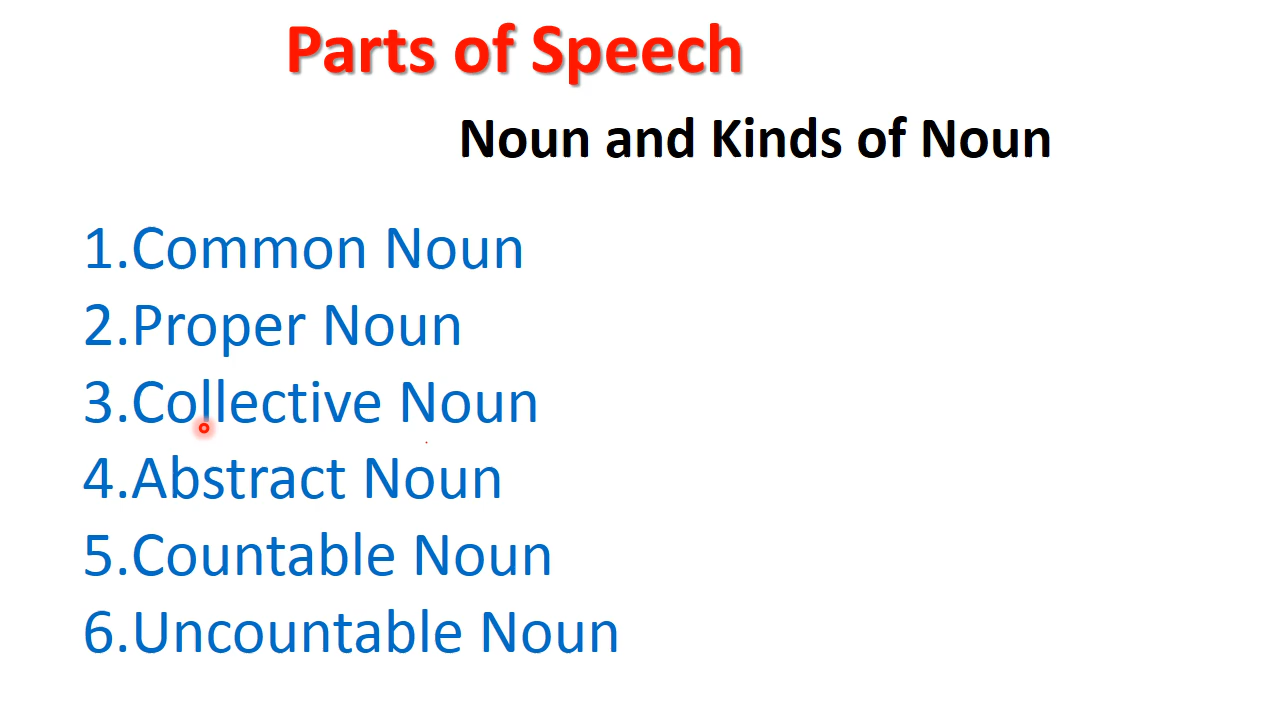 Parts of Speech
Noun and Kinds of Noun
1.Common Noun
2.Proper Noun
3.Collective Noun
4.Abstract Noun
5.Countable Noun
6.Uncountable Noun